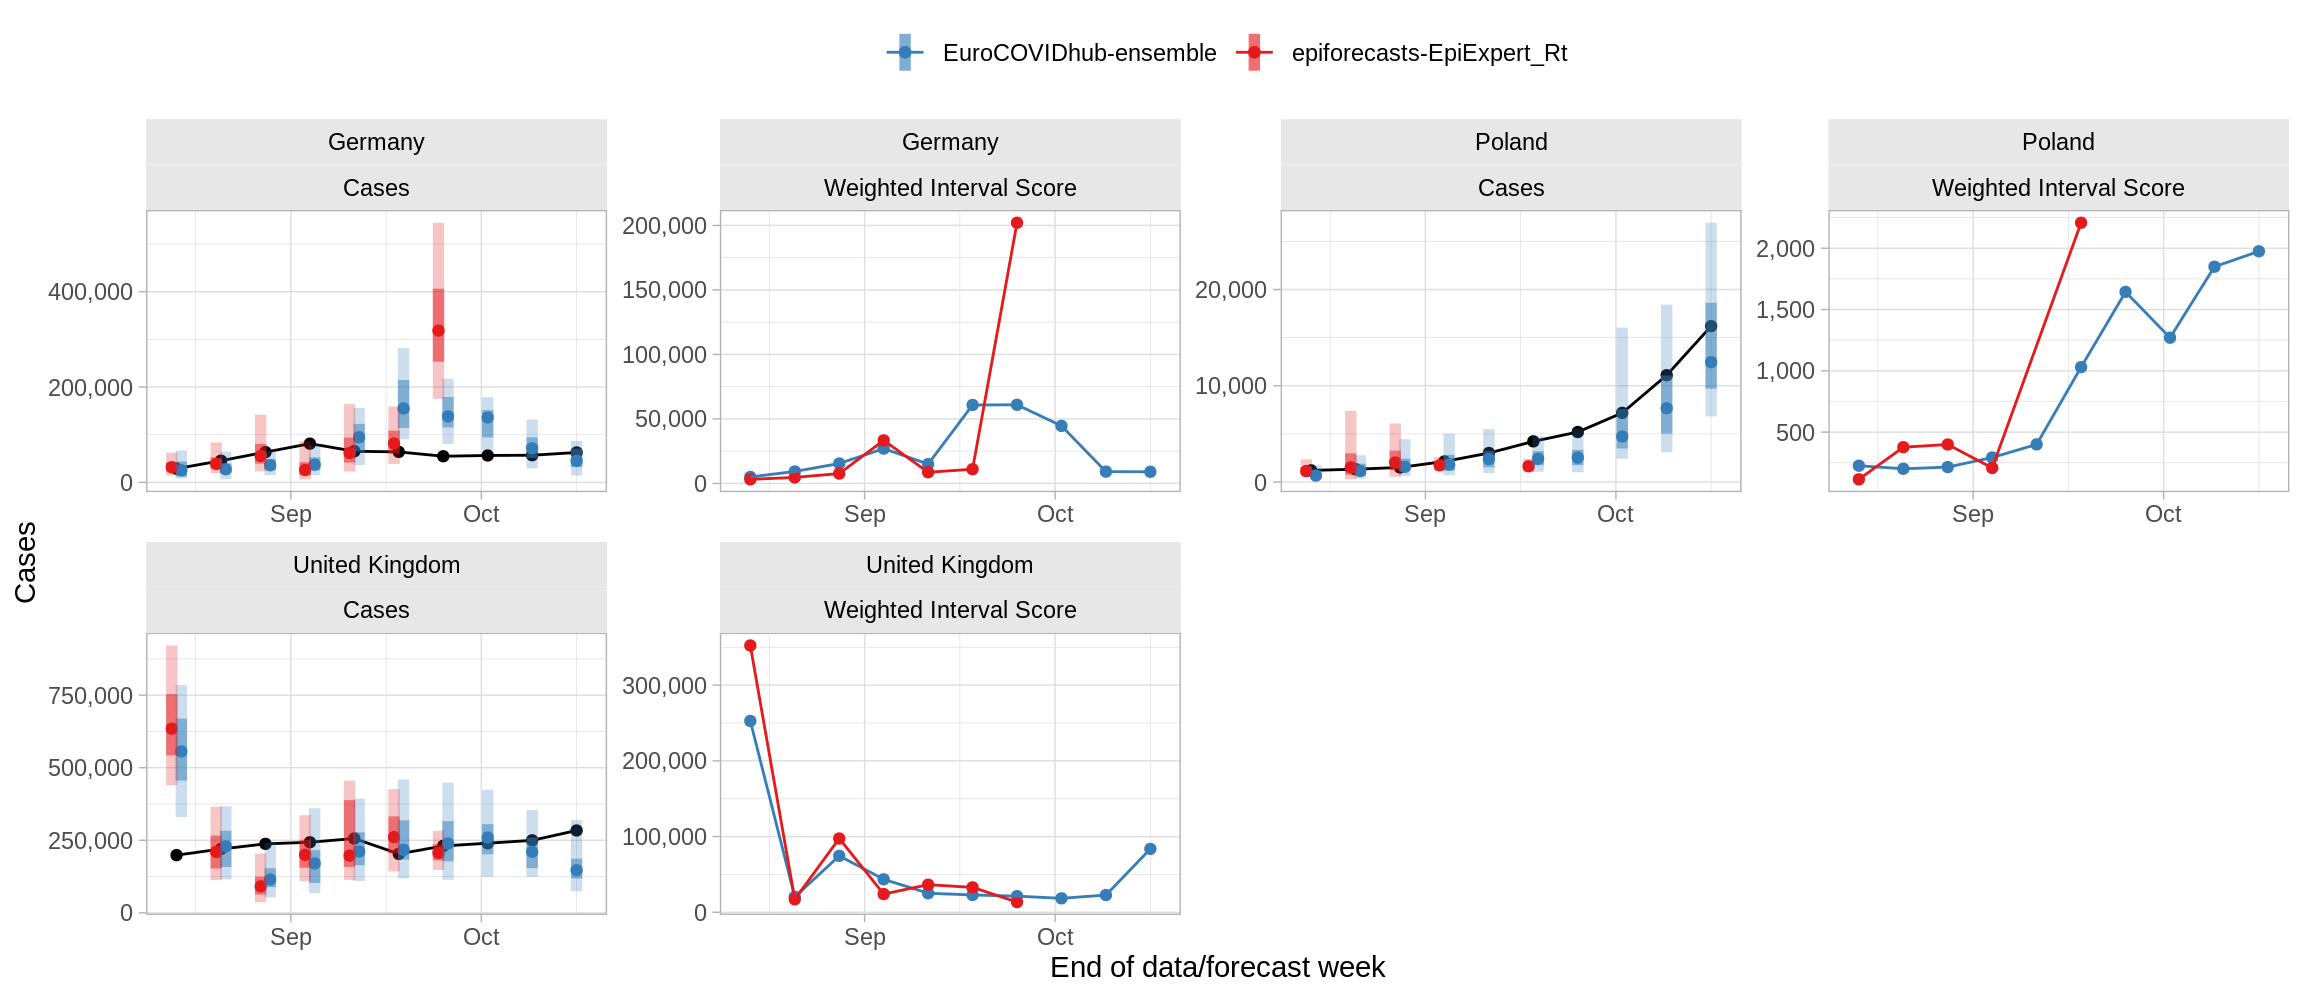 EuroCOVIDhub-ensemble epiforecasts-EpiExpert_Rt
Germany
Cases
400,000
200,000
0
Sep Oct
Germany
Weighted Interval Score
200,000
150,000
100,000
50,000
0
Sep Oct
Poland
Cases
20,000
10,000
0
Sep Oct
Poland
Weighted Interval Score
2,000
1,500
1,000
500
Sep Oct
Cases
United Kingdom
Cases
750,000
500,000
250,000
0
Sep Oct
United Kingdom
Weighted Interval Score
300,000
200,000
100,000
0
Sep Oct
End of data/forecast week